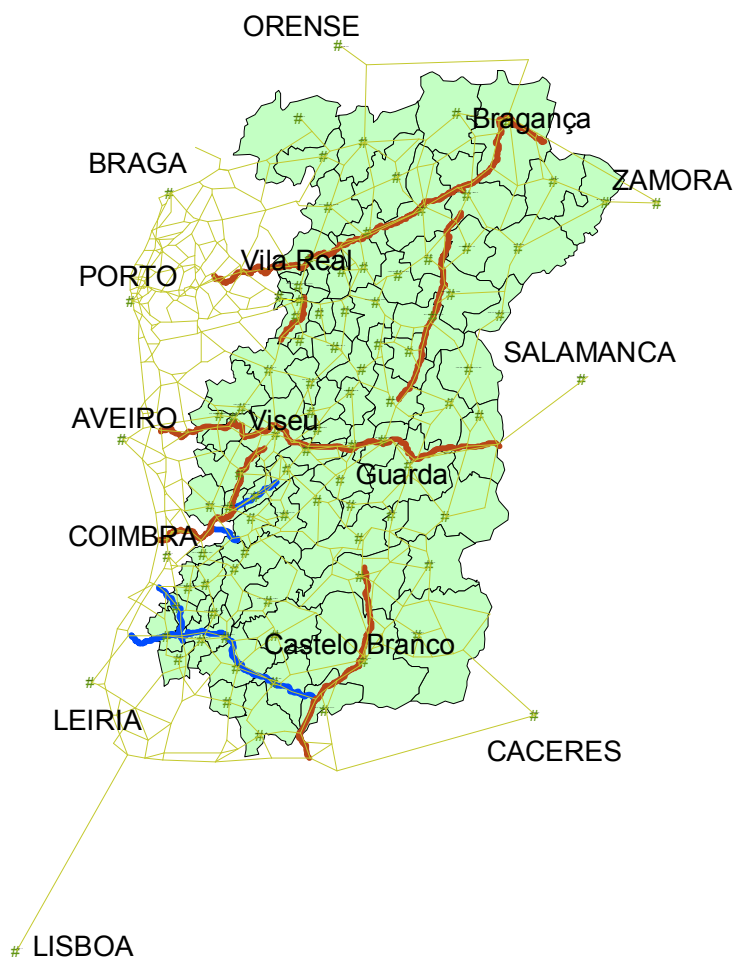 ORENSE
Bragança
BRAGA
ZAMORA
Vila Real
PORTO
SALAMANCA
AVEIRO
Viseu
Guarda
COIMBRA
Castelo Branco
LEIRIA
CACERES
LISBOA